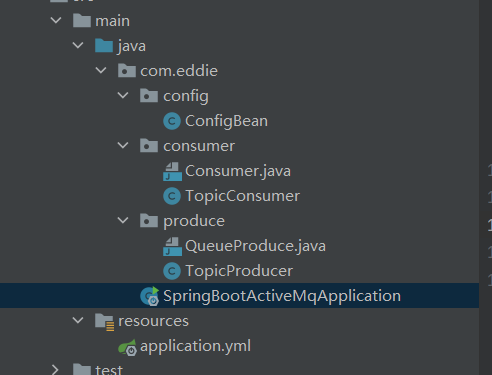 main
java
com.eddie
config
ConfigBean
consumer
Consumer.java
TopicConsumer
produce
QueueProduce.java
TopicProducer
SpringBootActiveMqApplication
resources
application.yml
test